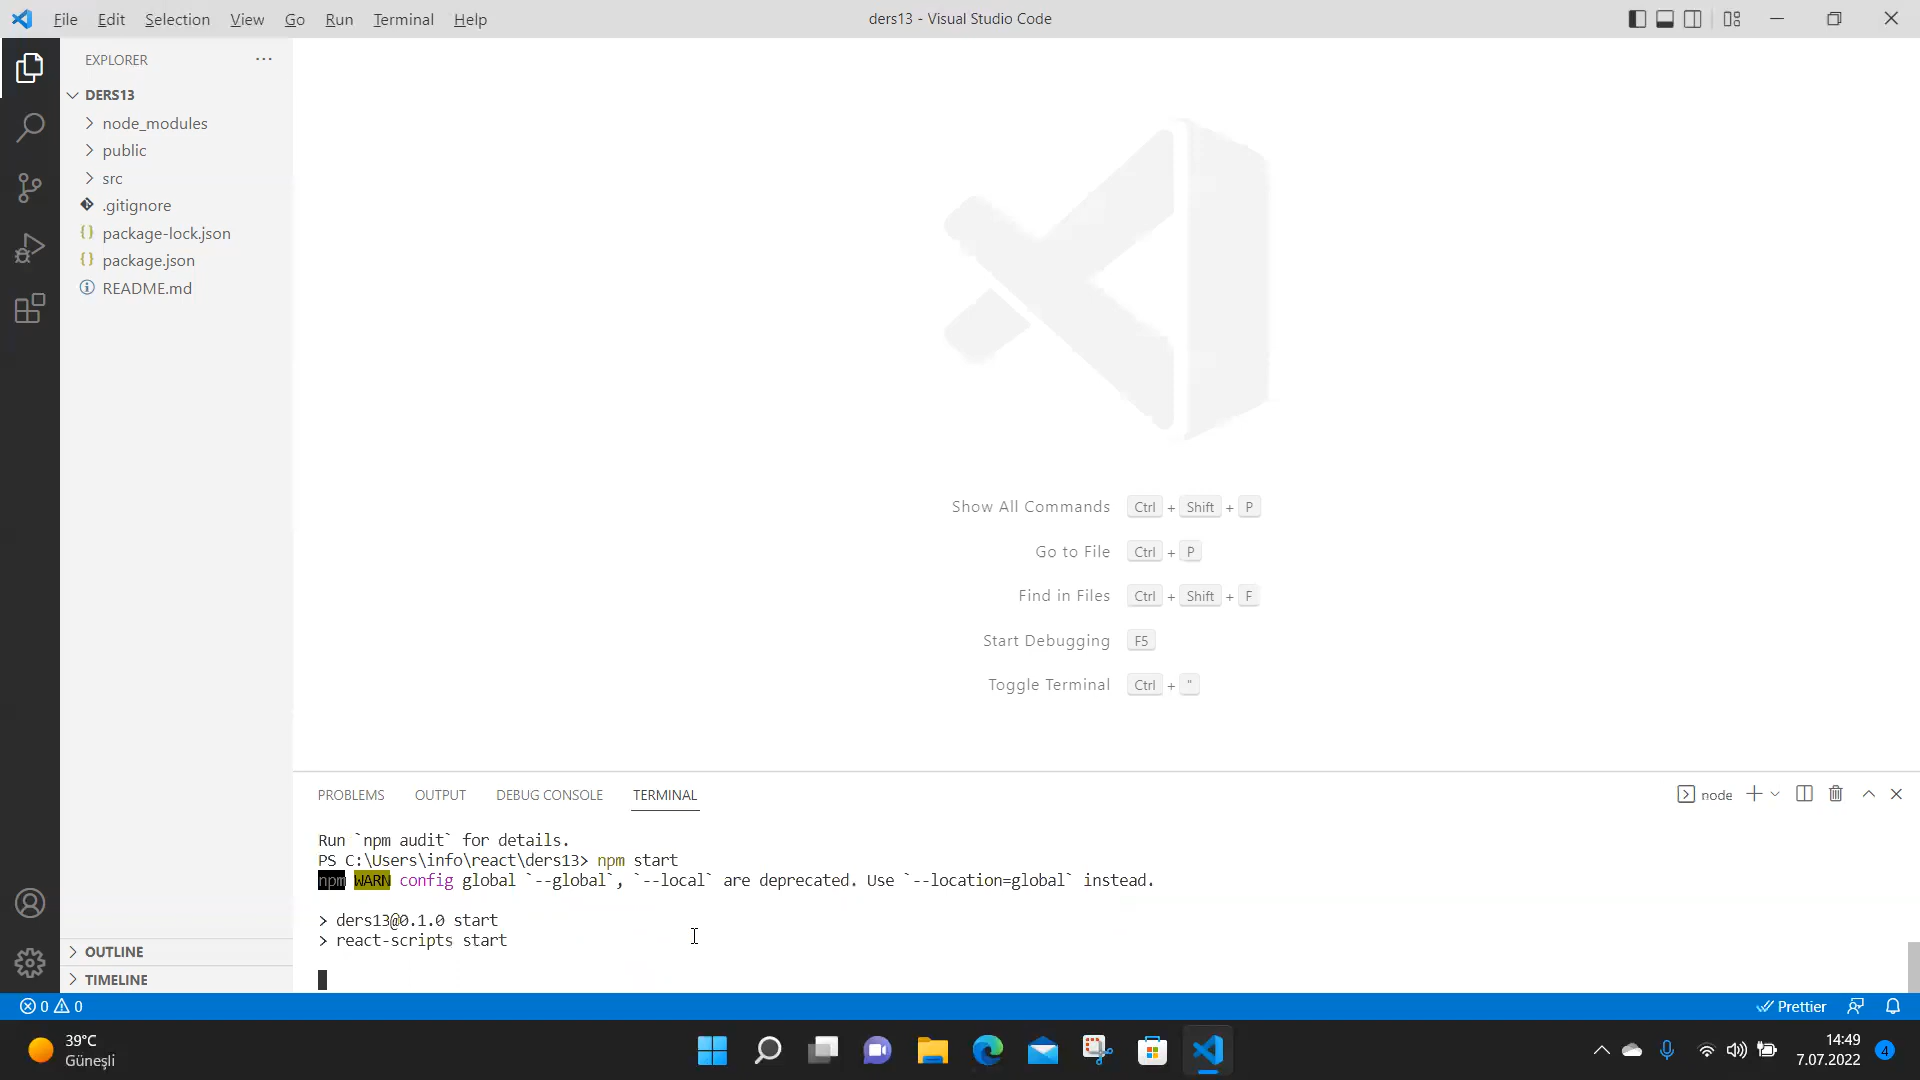 File Edit Selection View Go Run Terminal Help
ders13 - Visual Studio Code
EXPLORER
DERS13
node_modules
public
src
.gitignore
package-lock.json
package.json
README.md
OUTLINE
TIMELINE
Show All Commands Ctrl + Shift + P
Go to File Ctrl + P
Find in Files Ctrl + Shift + F
Start Debugging F5
Toggle Terminal Ctrl + "
PROBLEMS OUTPUT DEBUG CONSOLE TERMINAL
node
Run `npm audit` for details.
PS C:\Users\info\react\ders13> npm start
npm WARN config global `--global`, `--local` are deprecated. Use `--location=global` instead.
> ders13@0.1.0 start
> react-scripts start
0 0
Prettier
39°C
Güneşli
14:49
7.07.2022
4